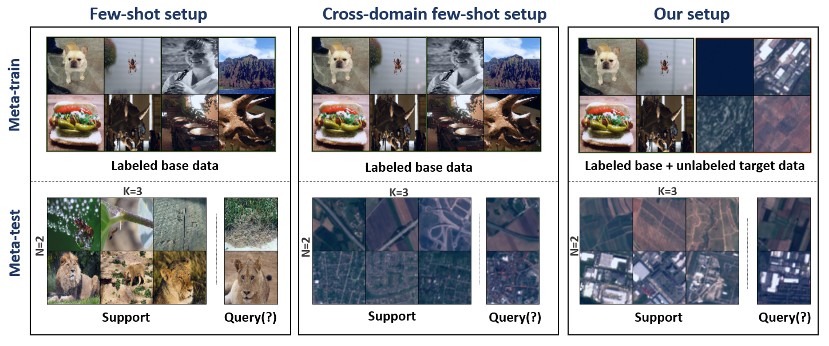 Few-shot setup
Cross-domain few-shot setup
Our setup
Meta-train
Labeled base data
Labeled base data
Labeled base + unlabeled target data
Meta-test
K=3
N=2
Support
Query(?)
K=3
N=2
Support
Query(?)
K=3
N=2
Support
Query(?)